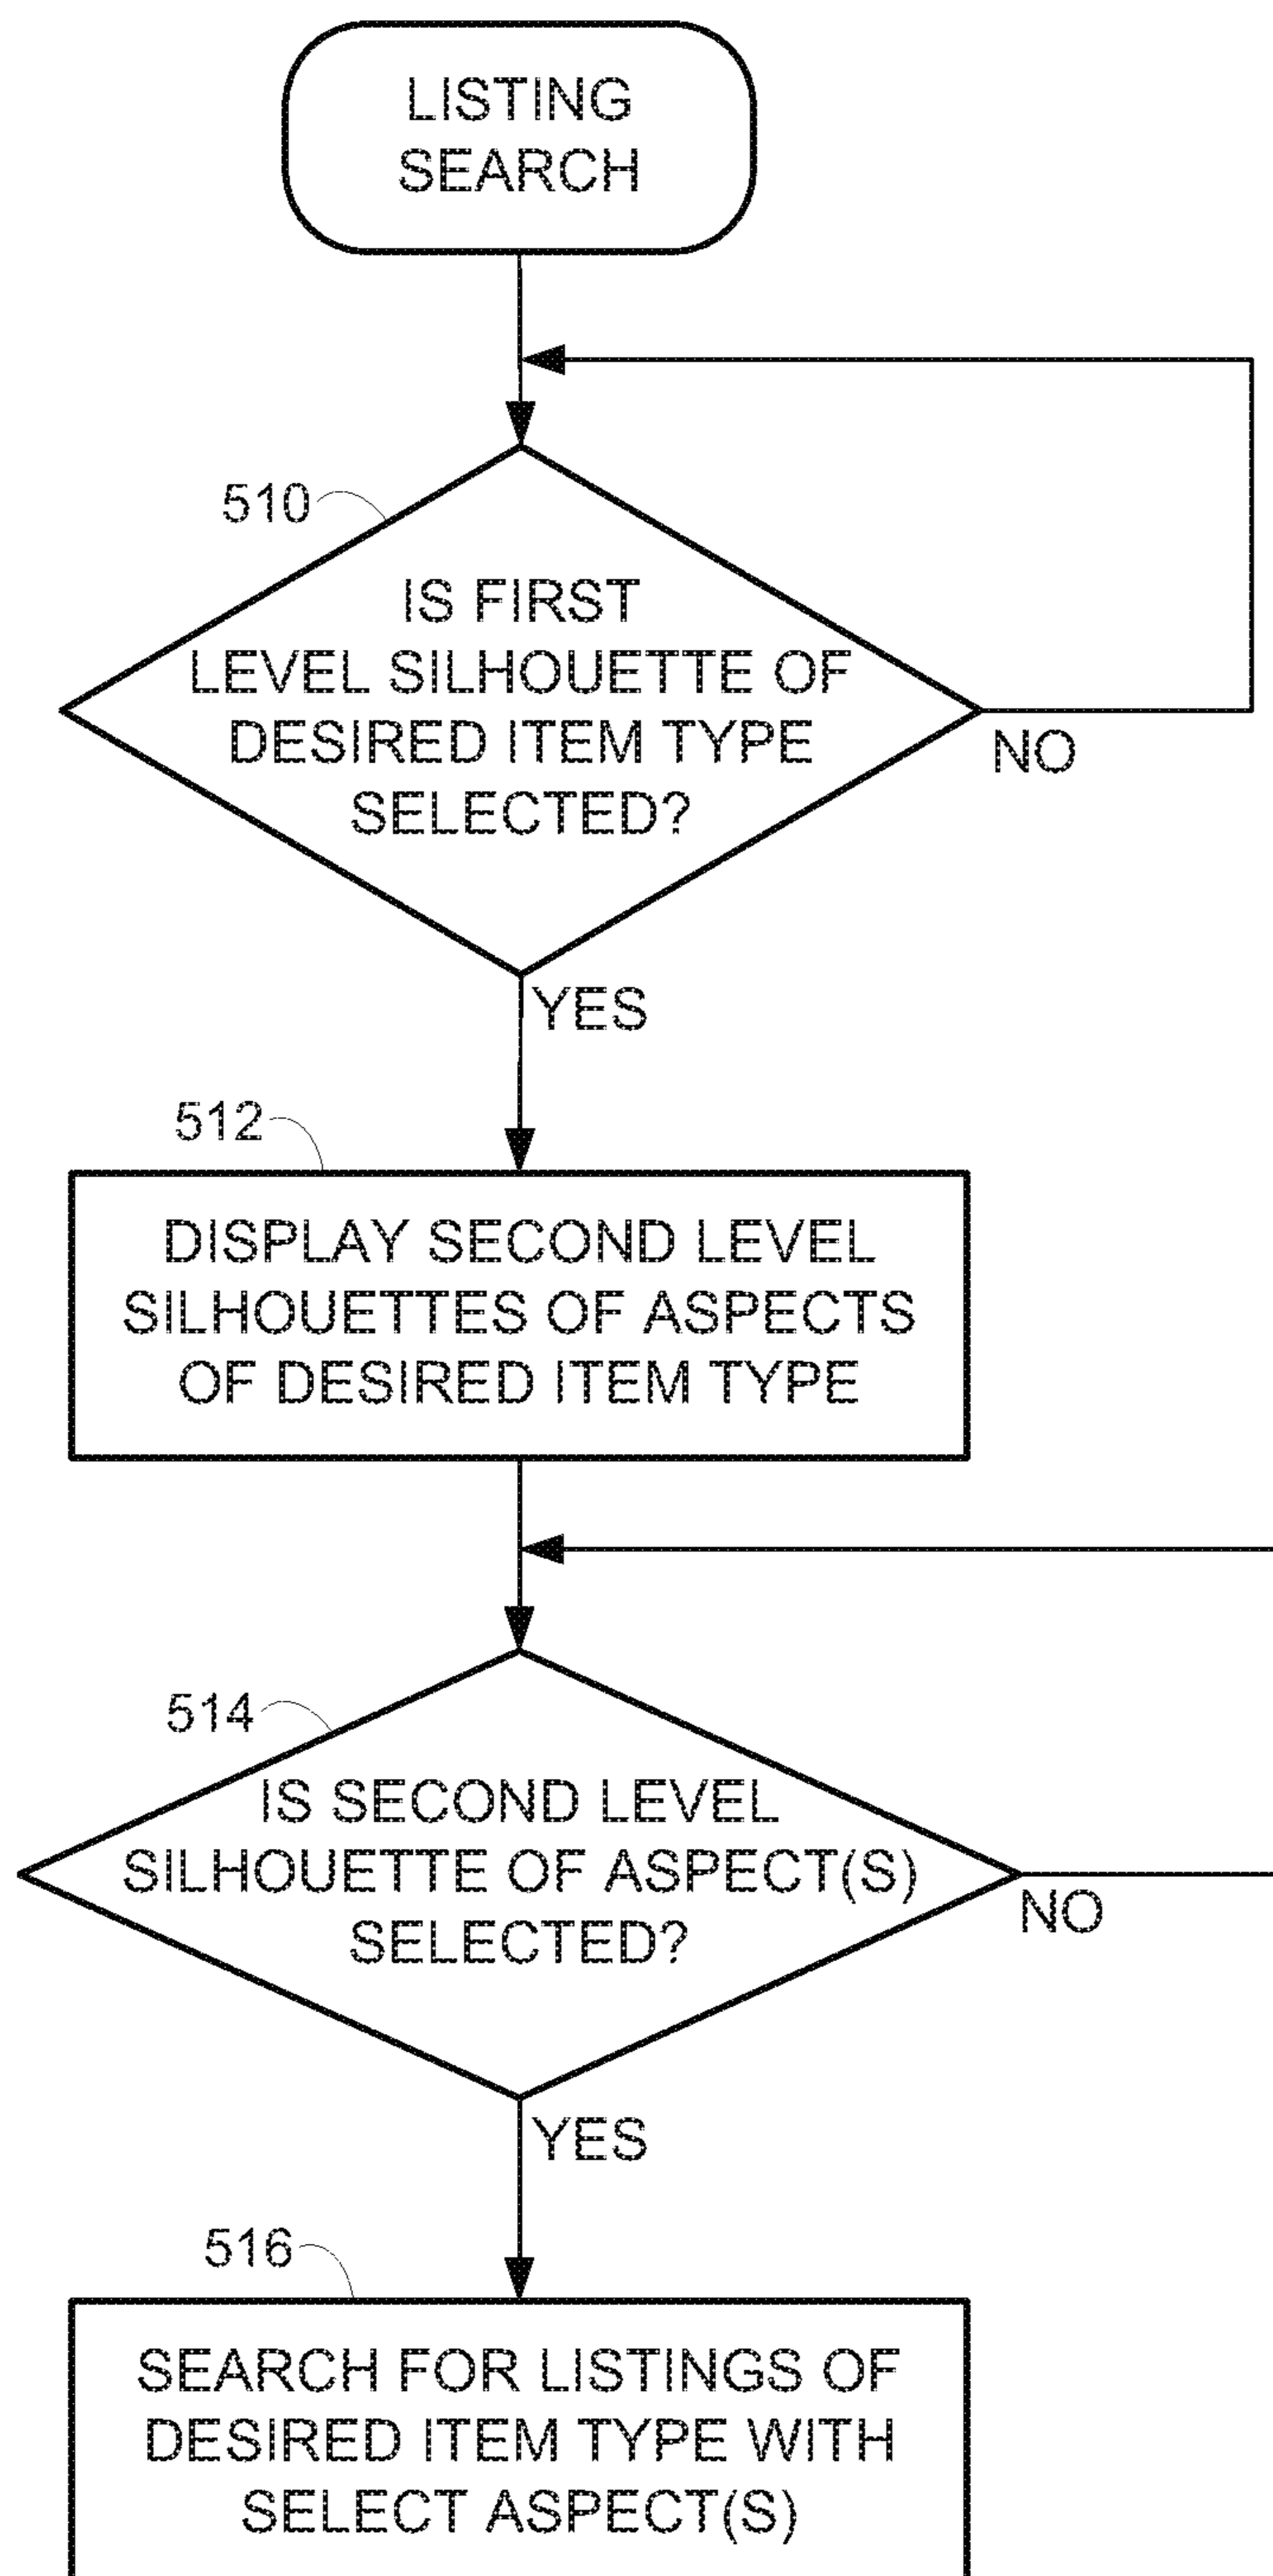 LISTING
SEARCH
510
IS FIRST
LEVEL SILHOUETTE OF
DESIRED ITEM TYPE
SELECTED?
NO
YES
512
DISPLAY SECOND LEVEL
SILHOUETTES OF ASPECTS
OF DESIRED ITEM TYPE
514
IS SECOND LEVEL
SILHOUETTE OF ASPECT(S)
SELECTED?
NO
YES
516
SEARCH FOR LISTINGS OF
DESIRED ITEM TYPE WITH
SELECT ASPECT(S)